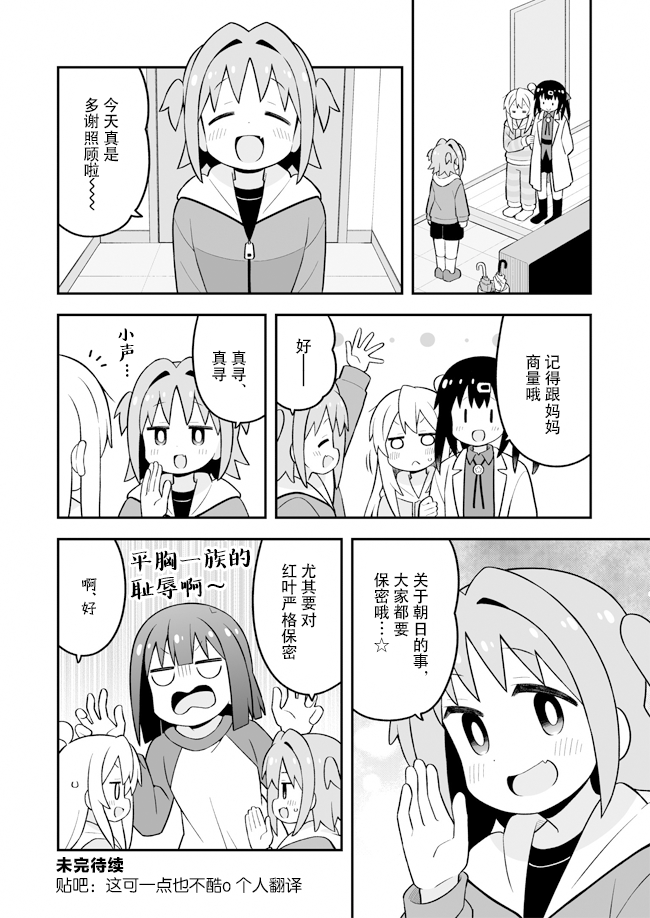 今天真是
多谢照顾啦~~~
记得跟妈妈
商量哦
好——
真寻、
真寻
小声…
关于朝日的事，
大家都要
保密哦…☆
尤其要对
红叶严格保密
平胸一族的
耻辱啊～
啊、好
未完待续
贴吧：这可一点也不酷o 个人翻译